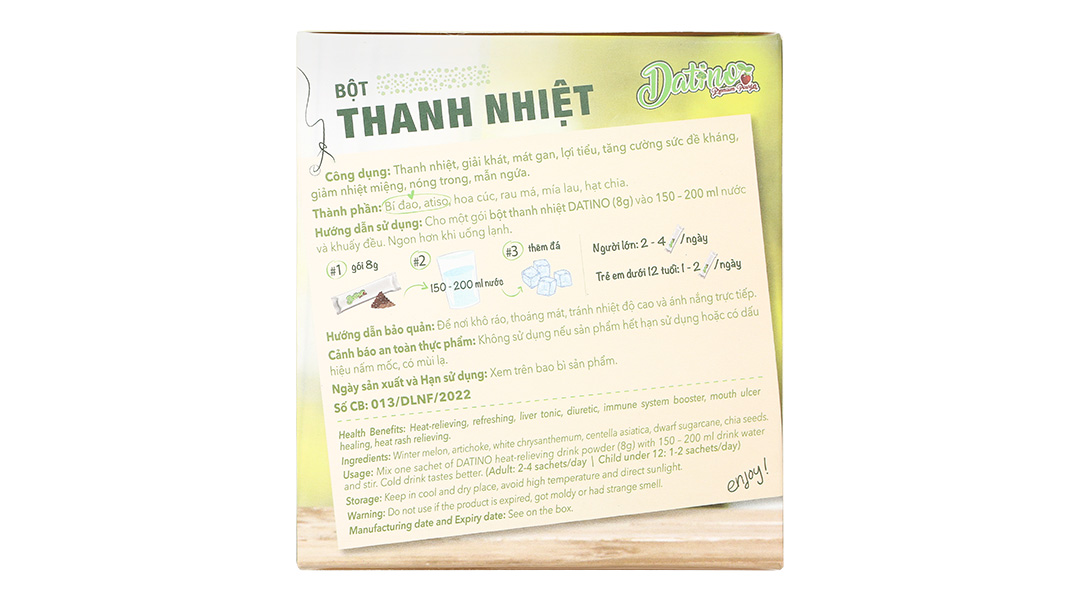 BỘT
THANH NHIỆT
Datino
Premium Powder
Công dụng: Thanh nhiệt, giải khát, mát gan, lợi tiểu, tăng cường sức đề kháng,
giảm nhiệt miệng, nóng trong, mẩn ngứa.
Thành phần: Bí đao, atiso, hoa cúc, rau má, mía lau, hạt chia.
Hướng dẫn sử dụng: Cho một gói bột thanh nhiệt DATINO (8g) vào 150 - 200 ml nước
và khuấy đều. Ngon hơn khi uống lạnh.
#1 gói 8g
#2
150 - 200 ml nước
#3 thêm đá
Người lớn: 2 - 4 /ngày
Trẻ em dưới 12 tuổi: 1 - 2 /ngày
Hướng dẫn bảo quản: Để nơi khô ráo, thoáng mát, tránh nhiệt độ cao và ánh nắng trực tiếp.
Cảnh báo an toàn thực phẩm: Không sử dụng nếu sản phẩm hết hạn sử dụng hoặc có dấu
hiệu nấm mốc, có mùi lạ.
Ngày sản xuất và Hạn sử dụng: Xem trên bao bì sản phẩm.
Số CB: 013/DLNF/2022
Health Benefits: Heat-relieving, refreshing, liver tonic, diuretic, immune system booster, mouth ulcer
healing, heat rash relieving.
Ingredients: Winter melon, artichoke, white chrysanthemum, centella asiatica, dwarf sugarcane, chia seeds.
Usage: Mix one sachet of DATINO heat-relieving drink powder (8g) with 150 - 200 ml drink water
and stir. Cold drink tastes better. (Adult: 2-4 sachets/day | Child under 12: 1-2 sachets/day)
Storage: Keep in cool and dry place, avoid high temperature and direct sunlight.
Warning: Do not use if the product is expired, got moldy or had strange smell.
Manufacturing date and Expiry date: See on the box.
enjoy!